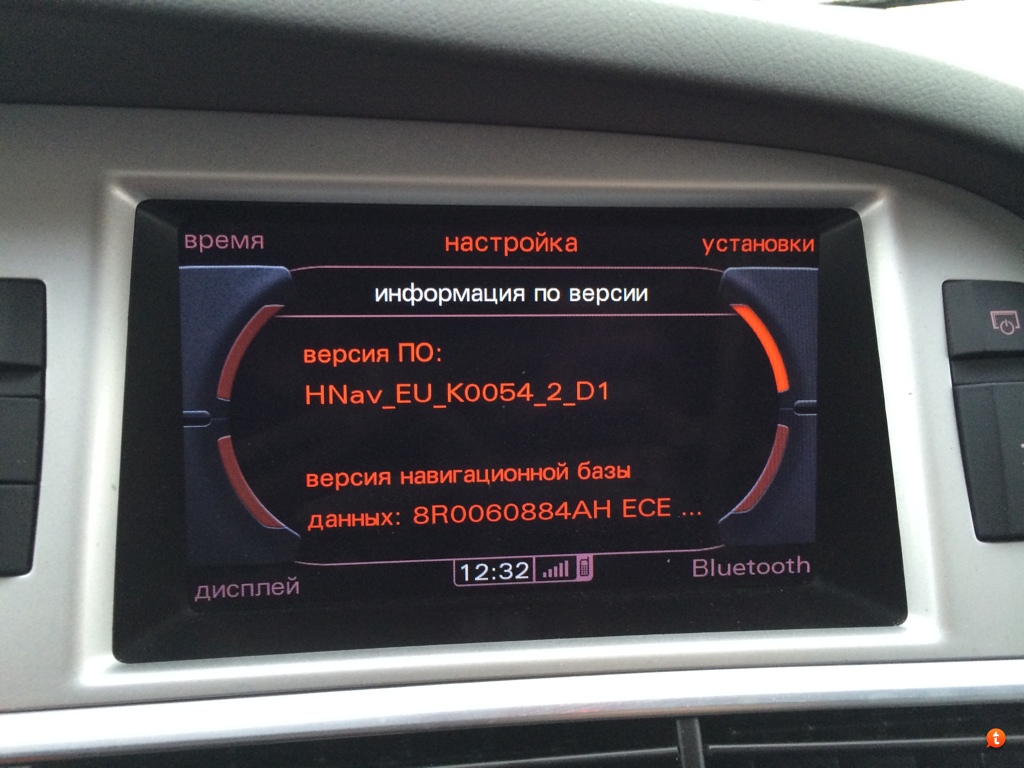 время настройка установки
информация по версии
версия ПО:
HNav_EU_K0054_2_D1
версия навигационной базы
данных: 8R0060884AH ECE ...
12:32
дисплей Bluetooth
t